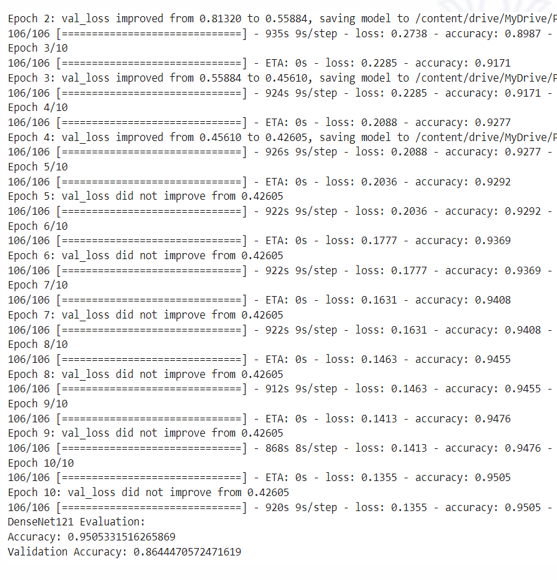 Epoch 2: val_loss improved from 0.81320 to 0.55884, saving model to /content/drive/MyDrive/
106/106 [==============================] - 935s 9s/step - loss: 0.2738 - accuracy: 0.8987 -
Epoch 3/10
106/106 [==============================] - ETA: 0s - loss: 0.2285 - accuracy: 0.9171
Epoch 3: val_loss improved from 0.55884 to 0.45610, saving model to /content/drive/MyDrive/
106/106 [==============================] - 924s 9s/step - loss: 0.2285 - accuracy: 0.9171 -
Epoch 4/10
106/106 [==============================] - ETA: 0s - loss: 0.2088 - accuracy: 0.9277
Epoch 4: val_loss improved from 0.45610 to 0.42605, saving model to /content/drive/MyDrive/
106/106 [==============================] - 926s 9s/step - loss: 0.2088 - accuracy: 0.9277 -
Epoch 5/10
106/106 [==============================] - ETA: 0s - loss: 0.2036 - accuracy: 0.9292
Epoch 5: val_loss did not improve from 0.42605
106/106 [==============================] - 922s 9s/step - loss: 0.2036 - accuracy: 0.9292 -
Epoch 6/10
106/106 [==============================] - ETA: 0s - loss: 0.1777 - accuracy: 0.9369
Epoch 6: val_loss did not improve from 0.42605
106/106 [==============================] - 922s 9s/step - loss: 0.1777 - accuracy: 0.9369 -
Epoch 7/10
106/106 [==============================] - ETA: 0s - loss: 0.1631 - accuracy: 0.9408
Epoch 7: val_loss did not improve from 0.42605
106/106 [==============================] - 922s 9s/step - loss: 0.1631 - accuracy: 0.9408 -
Epoch 8/10
106/106 [==============================] - ETA: 0s - loss: 0.1463 - accuracy: 0.9455
Epoch 8: val_loss did not improve from 0.42605
106/106 [==============================] - 912s 9s/step - loss: 0.1463 - accuracy: 0.9455 -
Epoch 9/10
106/106 [==============================] - ETA: 0s - loss: 0.1413 - accuracy: 0.9476
Epoch 9: val_loss did not improve from 0.42605
106/106 [==============================] - 868s 8s/step - loss: 0.1413 - accuracy: 0.9476 -
Epoch 10/10
106/106 [==============================] - ETA: 0s - loss: 0.1355 - accuracy: 0.9505
Epoch 10: val_loss did not improve from 0.42605
106/106 [==============================] - 920s 9s/step - loss: 0.1355 - accuracy: 0.9505 -
DenseNet121 Evaluation:
Accuracy: 0.9505331516265869
Validation Accuracy: 0.8644470572471619